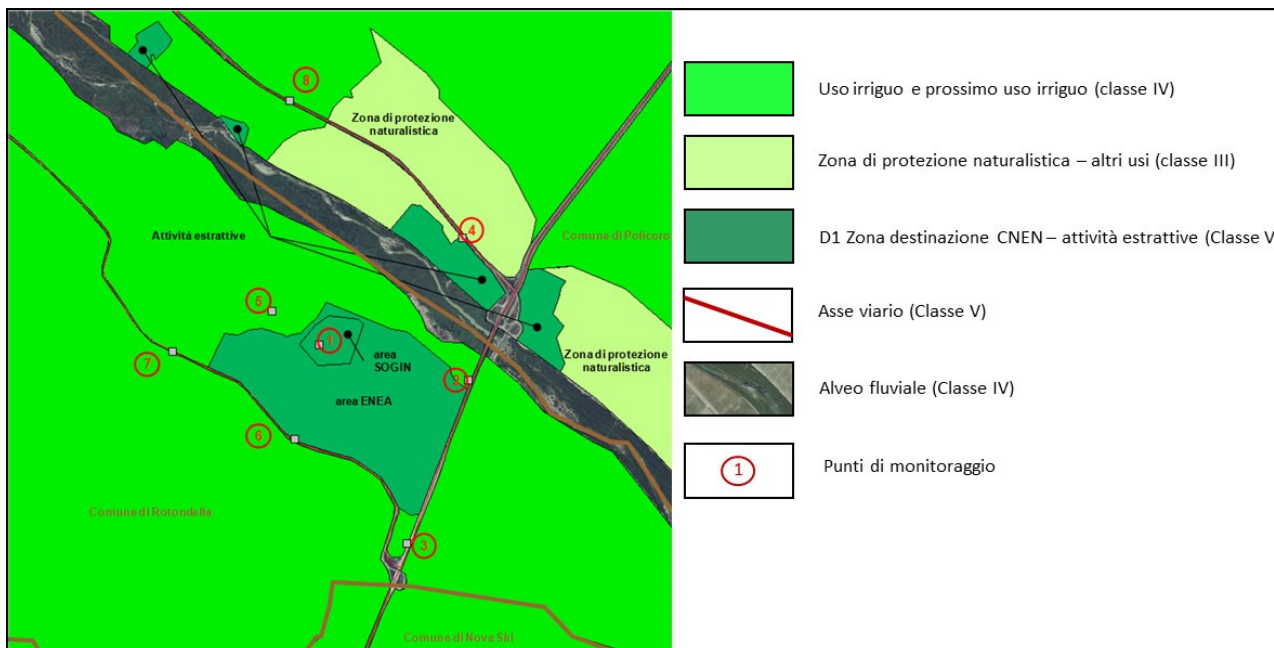 8
Zona di protezione
naturalistica
4
Comune di Policoro
Attività estrattive
5
1
area
SOGIN
7
2
Zona di protezione
naturalistica
area ENEA
6
Comune di Rotondella
3
Comune di Nova Siri
Uso irriguo e prossimo uso irriguo (classe IV)
Zona di protezione naturalistica – altri usi (classe III)
D1 Zona destinazione CNEN – attività estrattive (Classe V
Asse viario (Classe V)
Alveo fluviale (Classe IV)
1
Punti di monitoraggio